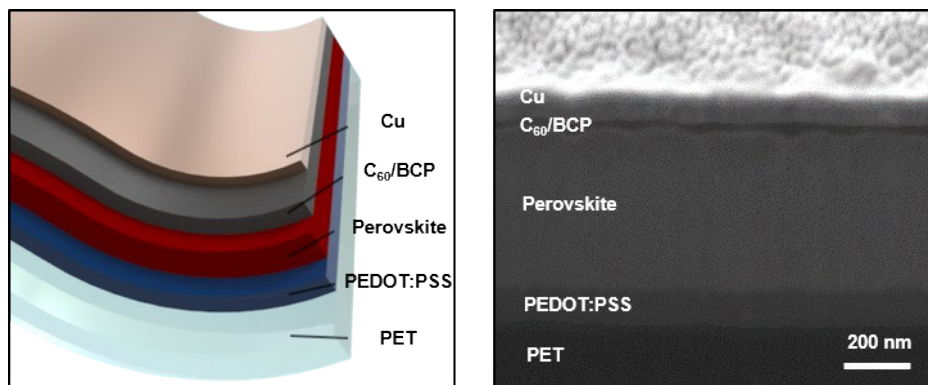 Cu
C₆₀/BCP
Perovskite
PEDOT:PSS
PET
Cu
C₆₀/BCP
Perovskite
PEDOT:PSS
PET
200 nm